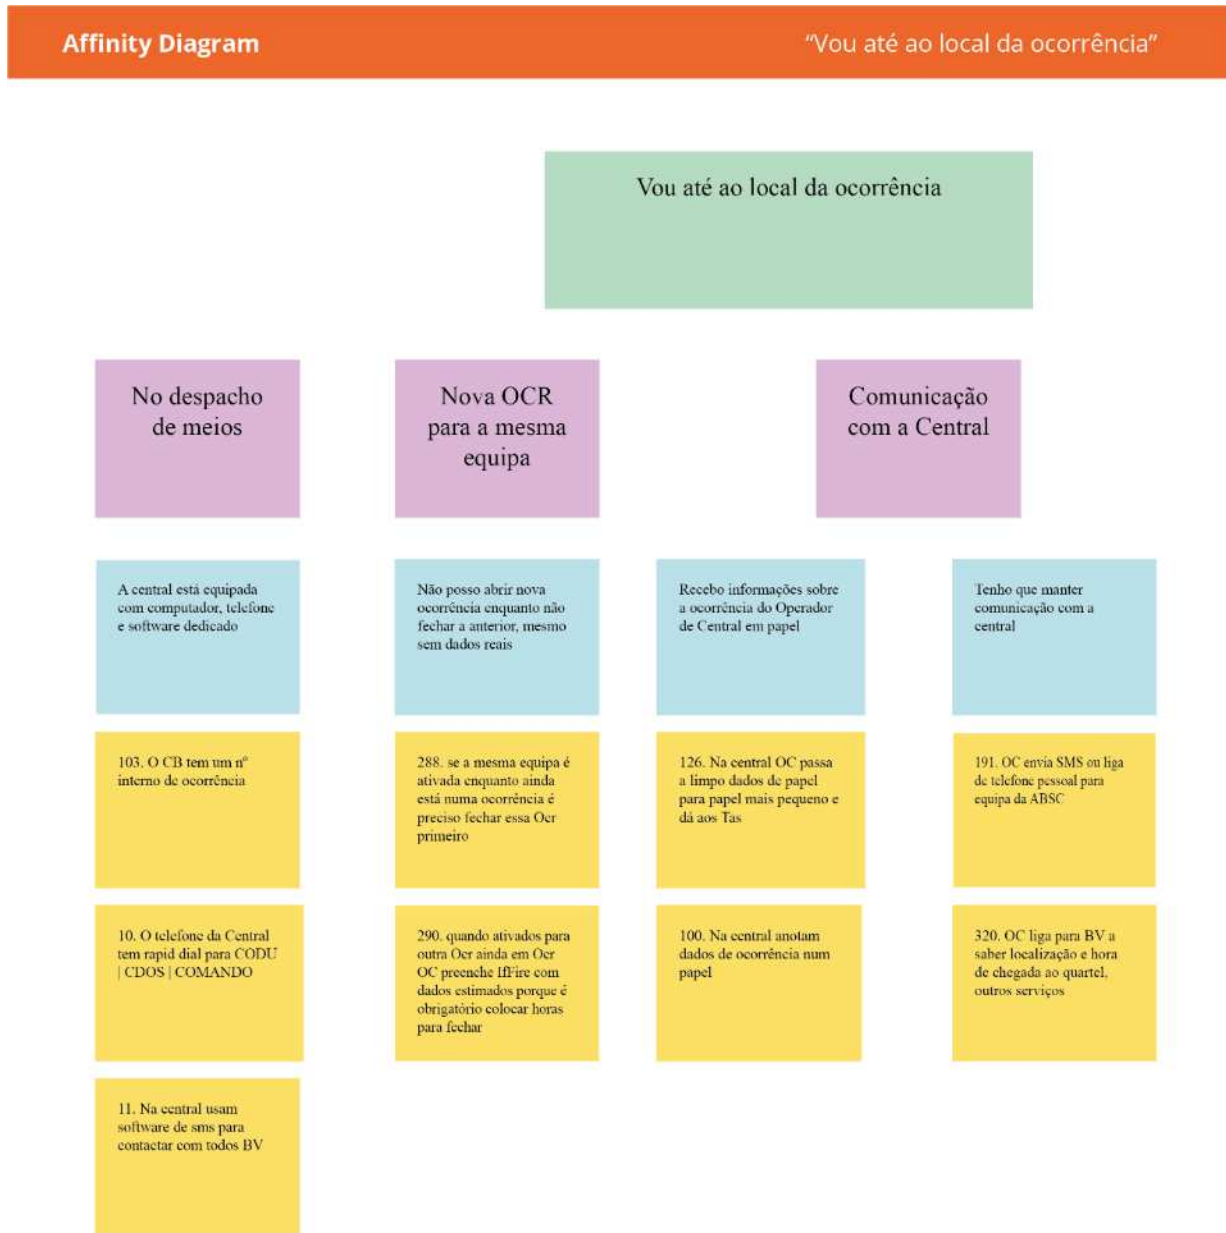 Affinity Diagram
“Vou até ao local da ocorrência”
Vou até ao local da ocorrência
No despacho
de meios
Nova OCR
para a mesma
equipa
Comunicação
com a Central
A central está equipada
com computador, telefone
e software dedicado
Não posso abrir nova
ocorrência enquanto não
fechar a anterior, mesmo
sem dados reais
Recebo informações sobre
a ocorrência do Operador
de Central em papel
Tenho que manter
comunicação com a
central
103. O CB tem um nº
interno de ocorrência
288. se a mesma equipa é
ativada enquanto ainda
está numa ocorrência é
preciso fechar essa Ocr
primeiro
126. Na central OC passa
a limpo dados de papel
para papel mais pequeno e
dá aos Tas
191. OC envia SMS ou liga
de telefone pessoal para
equipa da ABSC
10. O telefone da Central
tem rapid dial para CODU
| CDOS | COMANDO
290. quando ativados para
outra Ocr ainda em Ocr
OC preenche IfFire com
dados estimados porque é
obrigatório colocar horas
para fechar
100. Na central anotam
dados de ocorrência num
papel
320. OC liga para BV a
saber localização e hora
de chegada ao quartel,
outros serviços
11. Na central usam
software de sms para
contactar com todos BV